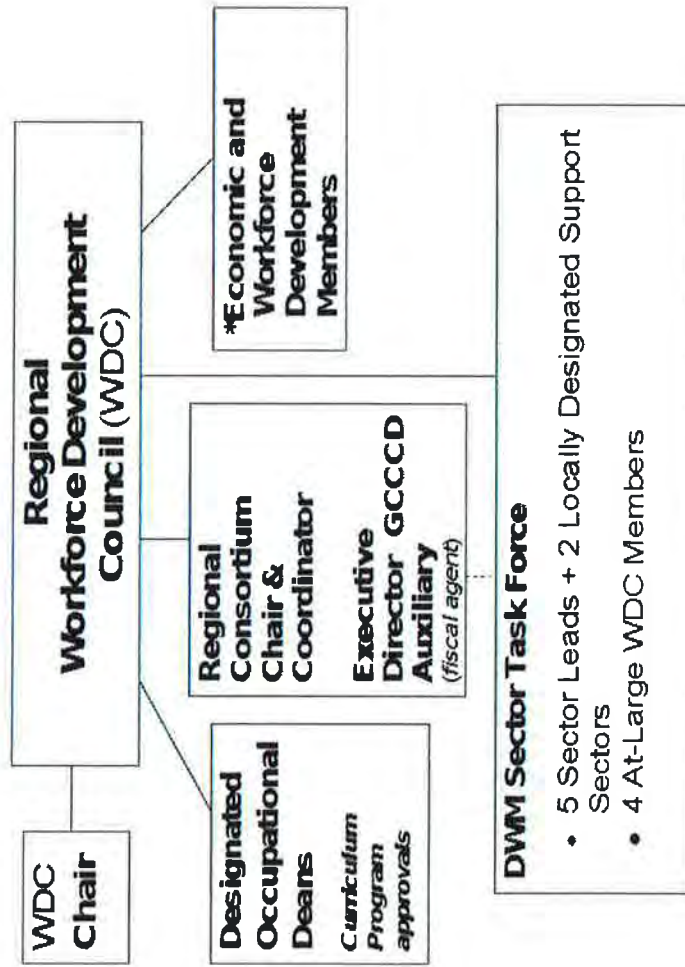 WDC
Chair
Regional
Workforce Development
Council (WDC)
Designated
Occupational
Deans
Curriculum
Program
approvals
Regional
Consortium
Chair &
Coordinator
Executive
Director GCCCD
Auxiliary
(fiscal agent)
*Economic and
Workforce
Development
Members
DWM Sector Task Force
• 5 Sector Leads + 2 Locally Designated Support
Sectors
• 4 At-Large WDC Members